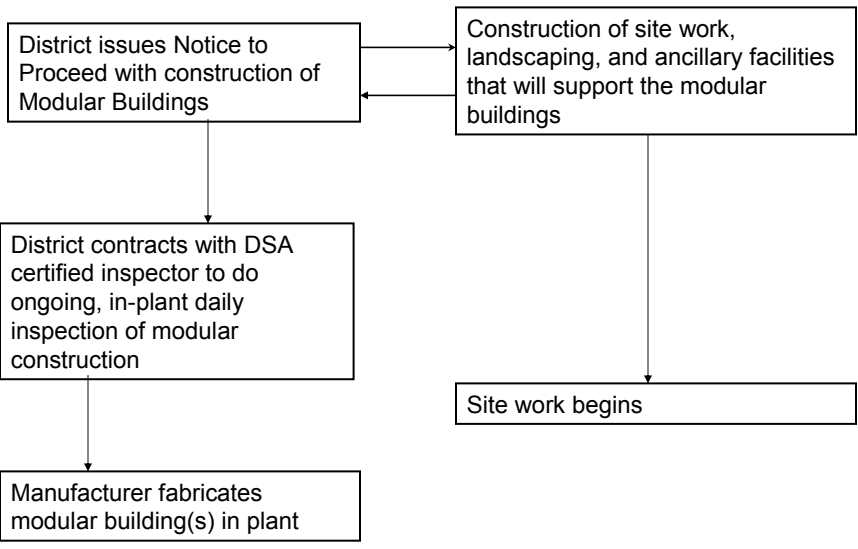 District issues Notice to
Proceed with construction of
Modular Buildings
Construction of site work,
landscaping, and ancillary facilities
that will support the modular
buildings
District contracts with DSA
certified inspector to do
ongoing, in-plant daily
inspection of modular
construction
Site work begins
Manufacturer fabricates
modular building(s) in plant